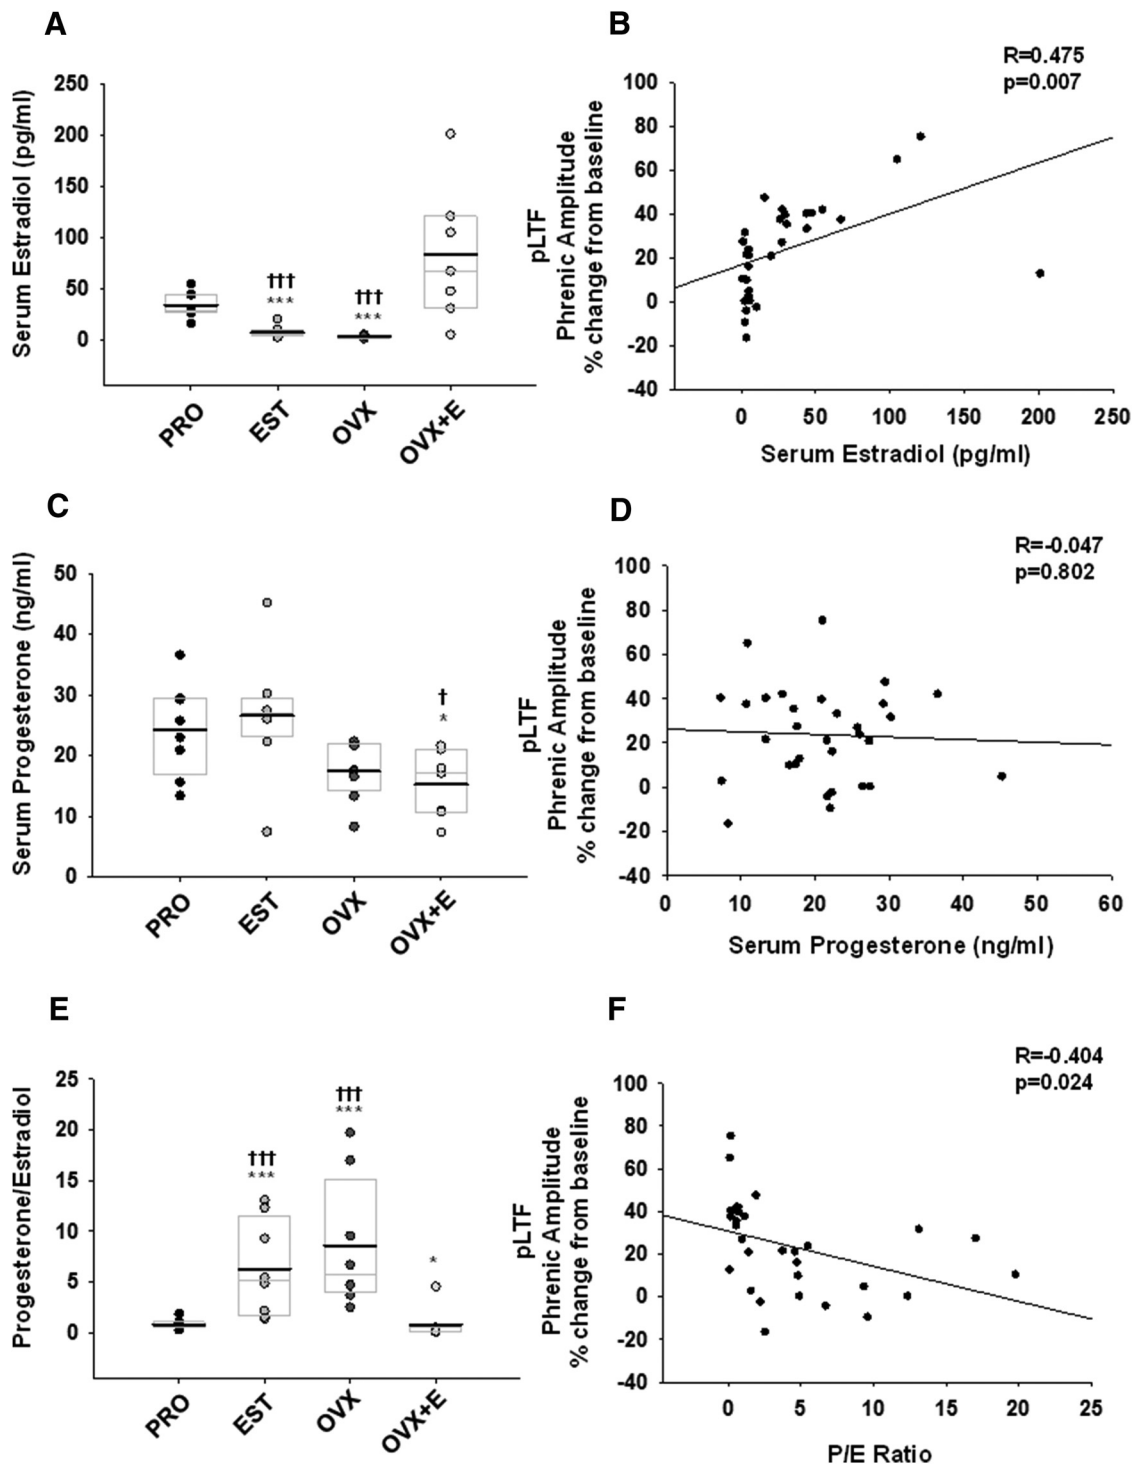 A
Serum Estradiol (pg/ml)
250
200
150
100
50
0
†††
***
†††
***
PRO
EST
OVX
OVX+E
B
R=0.475
p=0.007
pLTF
Phrenic Amplitude
% change from baseline
100
80
60
40
20
0
-20
-40
0
50
100
150
200
250
Serum Estradiol (pg/ml)
C
Serum Progesterone (ng/ml)
50
40
30
20
10
0
†
*
PRO
EST
OVX
OVX+E
D
R=-0.047
p=0.802
pLTF
Phrenic Amplitude
% change from baseline
100
80
60
40
20
0
-20
-40
0
10
20
30
40
50
60
Serum Progesterone (ng/ml)
E
Progesterone/Estradiol
25
20
15
10
5
0
†††
***
†††
***
*
PRO
EST
OVX
OVX+E
F
R=-0.404
p=0.024
pLTF
Phrenic Amplitude
% change from baseline
100
80
60
40
20
0
-20
-40
0
5
10
15
20
25
P/E Ratio